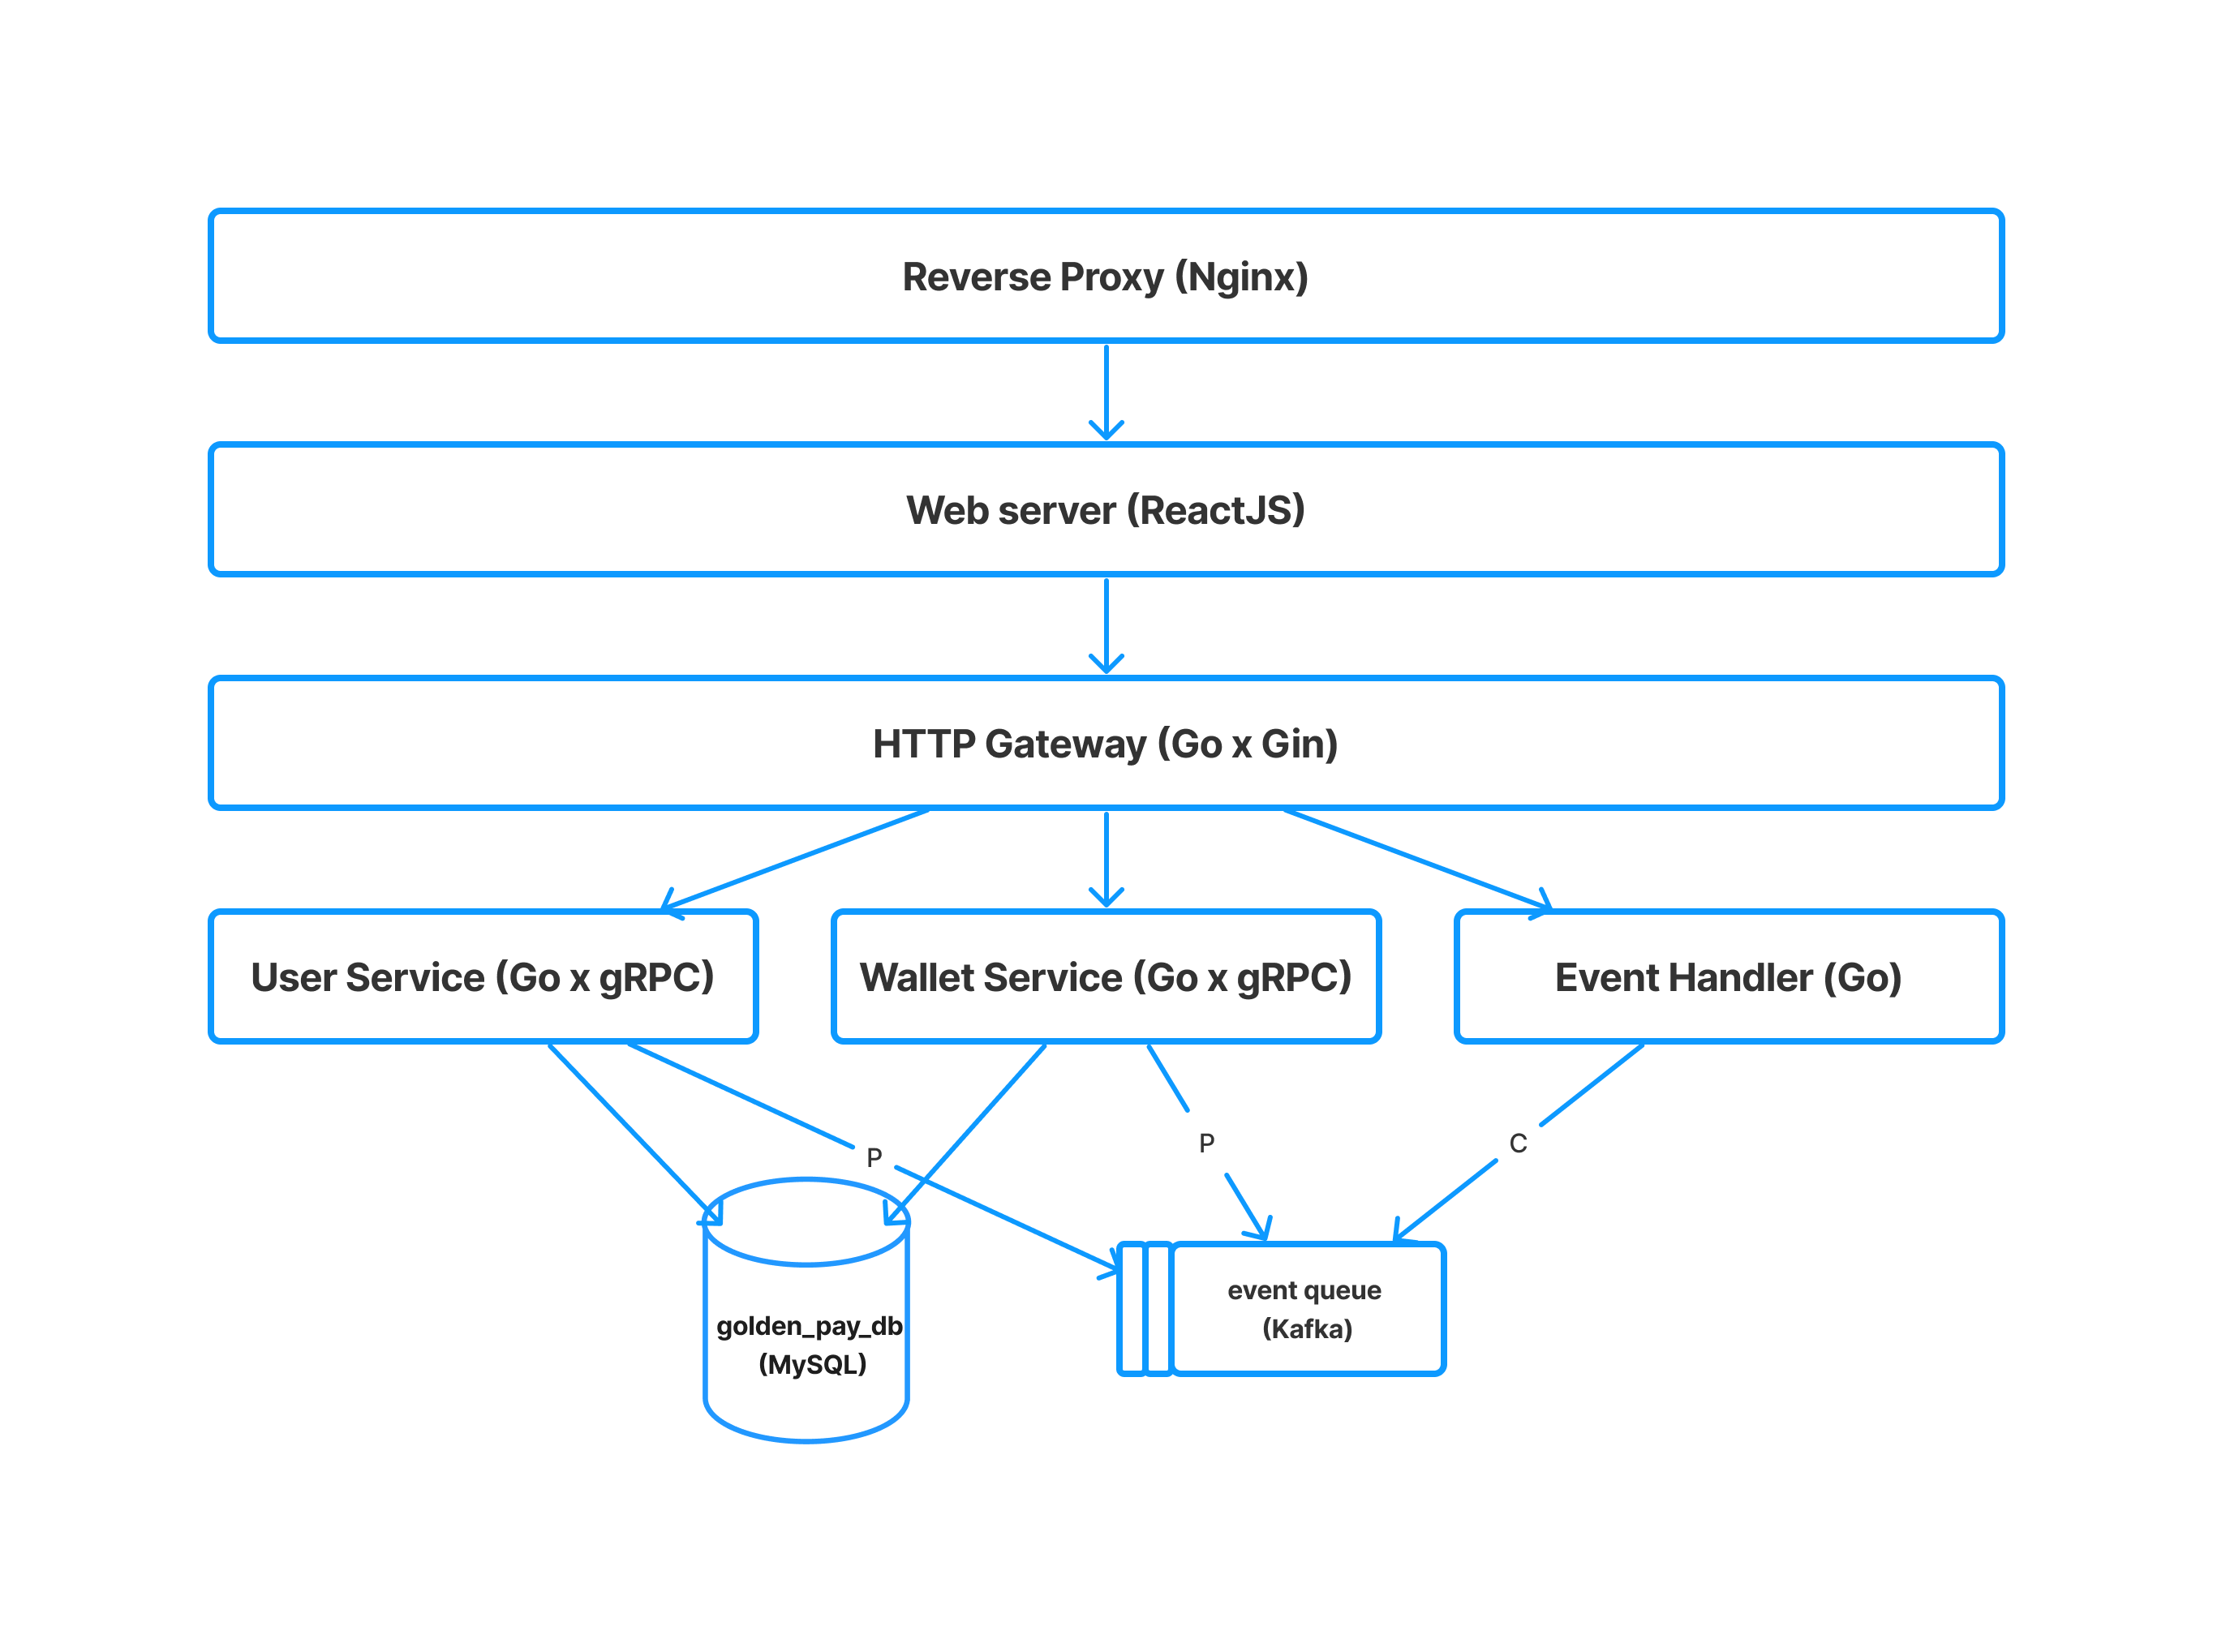 Reverse Proxy (Nginx)
Web server (ReactJS)
HTTP Gateway (Go x Gin)
User Service (Go x gRPC)
Wallet Service (Go x gRPC)
Event Handler (Go)
P
P
C
golden_pay_db
(MySQL)
event queue
(Kafka)